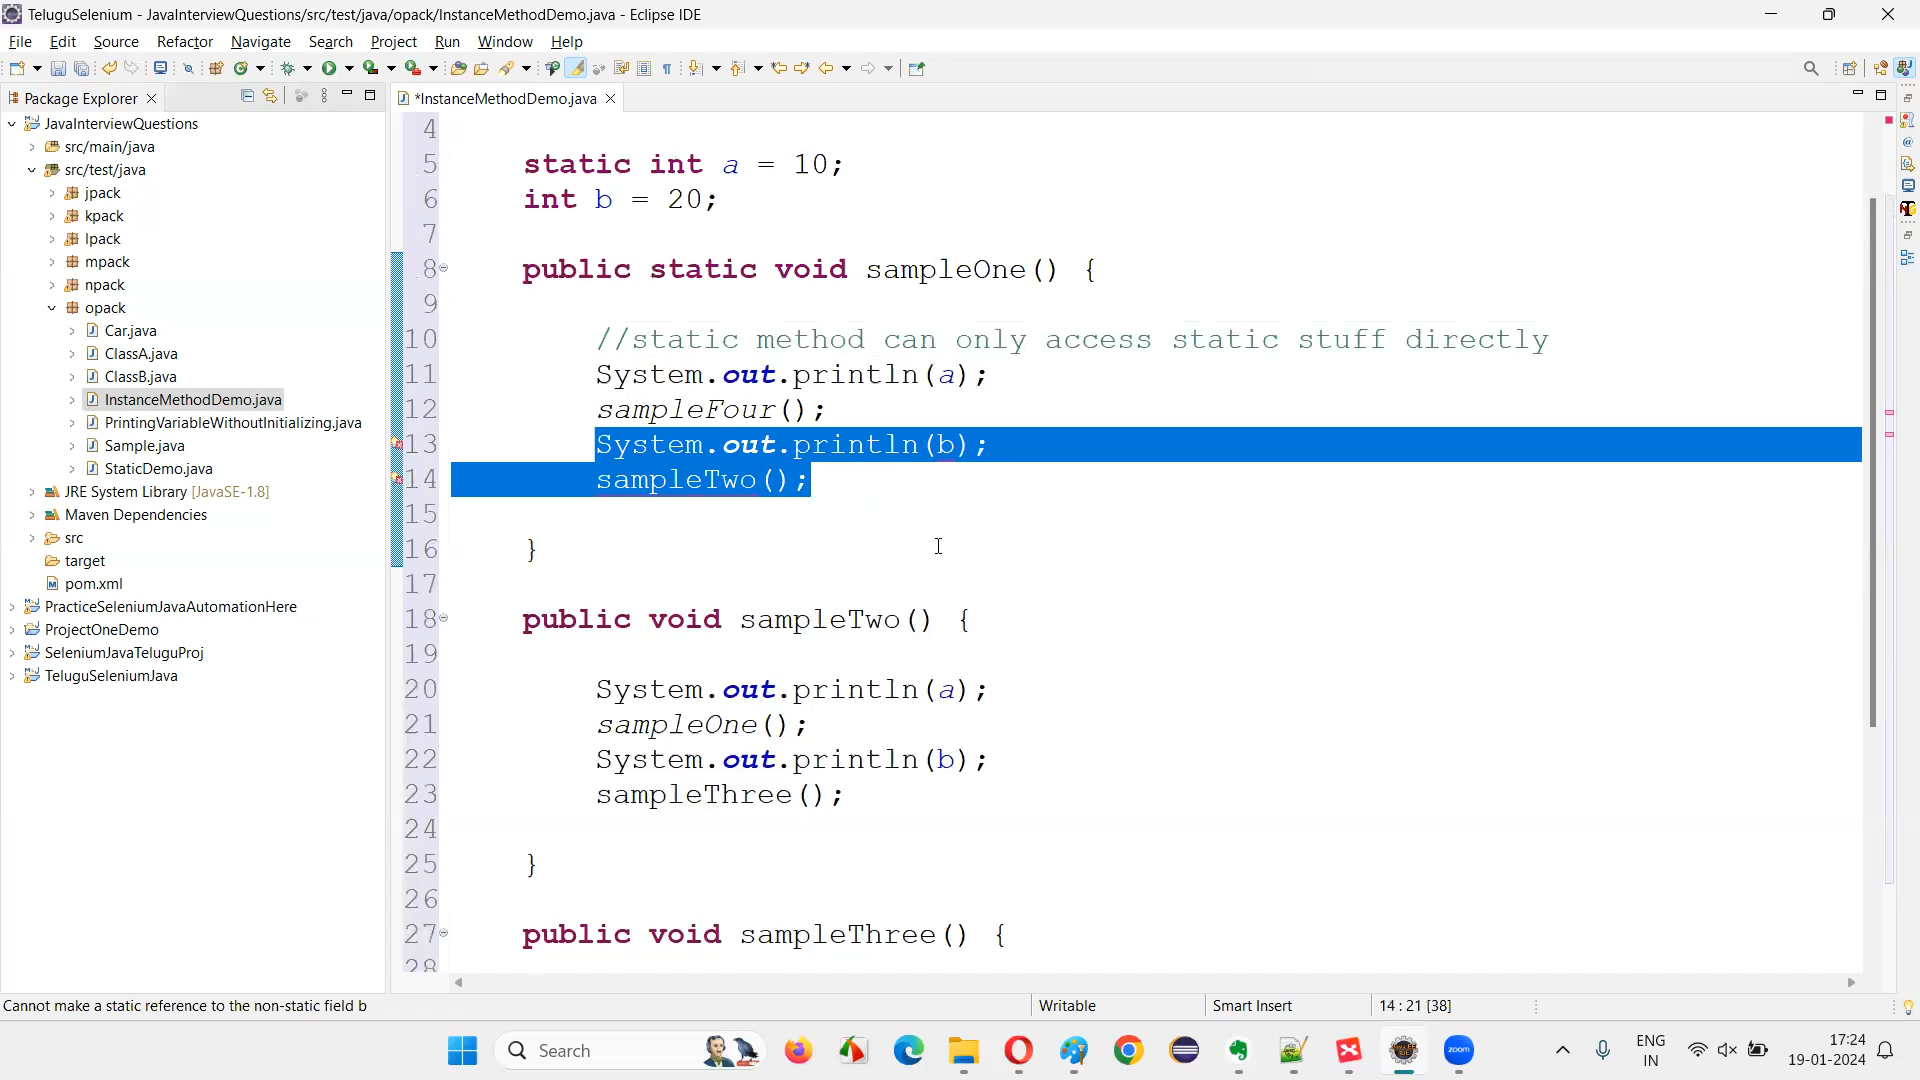 TeluguSelenium - JavaInterviewQuestions/src/test/java/opack/InstanceMethodDemo.java - Eclipse IDE
File Edit Source Refactor Navigate Search Project Run Window Help
Package Explorer
*InstanceMethodDemo.java
JavaInterviewQuestions
src/main/java
src/test/java
jpack
kpack
lpack
mpack
npack
opack
Car.java
ClassA.java
ClassB.java
InstanceMethodDemo.java
PrintingVariableWithoutInitializing.java
Sample.java
StaticDemo.java
JRE System Library [JavaSE-1.8]
Maven Dependencies
src
target
pom.xml
PracticeSeleniumJavaAutomationHere
ProjectOneDemo
SeleniumJavaTeluguProj
TeluguSeleniumJava
4
5 static int a = 10;
6 int b = 20;
7
8 public static void sampleOne() {
9
10 //static method can only access static stuff directly
11 System.out.println(a);
12 sampleFour();
13 System.out.println(b);
14 sampleTwo();
15
16 }
17
18 public void sampleTwo() {
19
20 System.out.println(a);
21 sampleOne();
22 System.out.println(b);
23 sampleThree();
24
25 }
26
27 public void sampleThree() {
28
Cannot make a static reference to the non-static field b
Writable
Smart Insert
14 : 21 [38]
Search
zoom
ENG
IN
17:24
19-01-2024